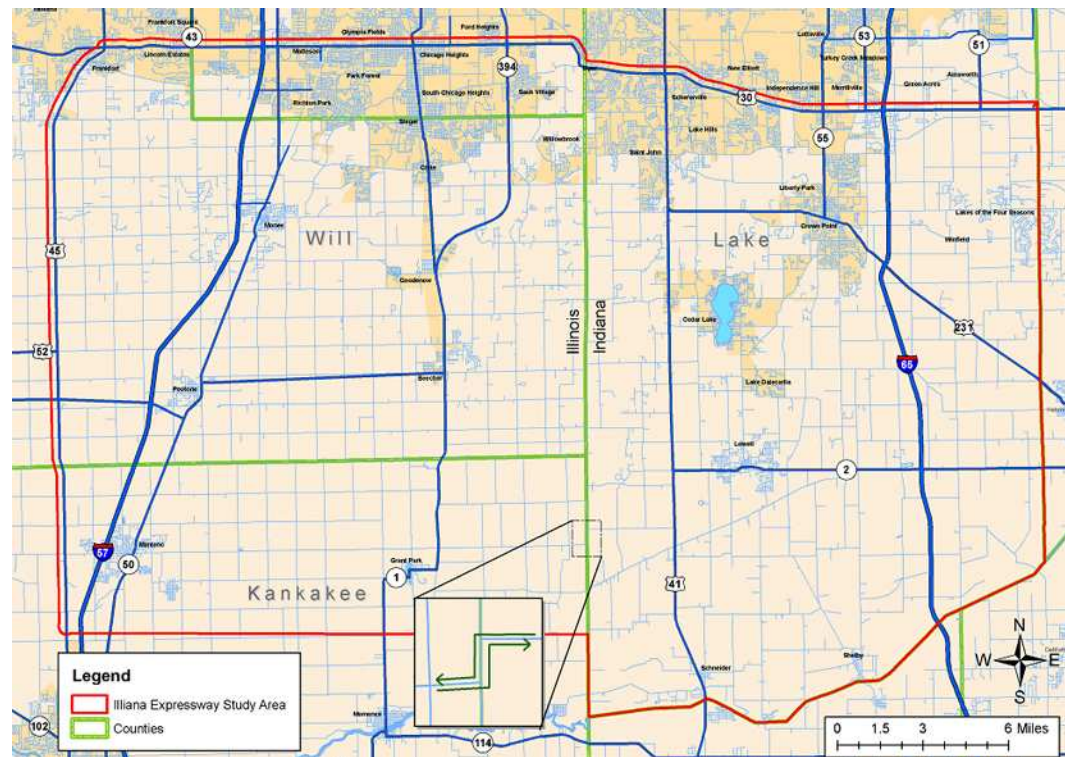 Frankfort Square
43
Olympia Fields
Ford Heights
Lincoln Estates
Matteson
Chicago Heights
Frankfort
Park Forest
394
Richton Park
South Chicago Heights
Sauk Village
Steger
Willowbrook
Crete
Dyer
Schererville
New Elliott
30
Independence Hill
Lottaville
53
51
Turkey Creek Meadows
Merrillville
Green Acres
Ainsworth
Lake Hills
55
Saint John
Liberty Park
Crown Point
Lakes of the Four Seasons
Winfield
45
Monee
Will
Lake
Goodenow
Illinois
Indiana
Cedar Lake
231
52
65
Peotone
Beecher
Lake Dalecarlia
Lowell
2
57
Manteno
50
Grant Park
1
Kankakee
41
N
W
E
S
Schneider
Shelby
Momence
114
102
Legend
Illiana Expressway Study Area
Counties
0
1.5
3
6 Miles